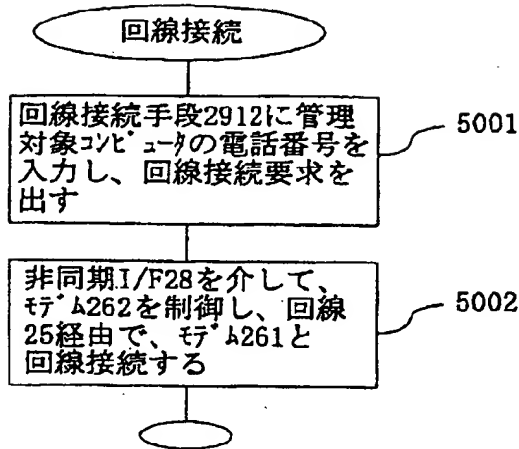 回線接続
回線接続手段2912に管理
対象ｺﾝﾋﾟｭｰﾀの電話番号を
入力し、回線接続要求を
出す
5001
非同期I/F28を介して、
ﾓﾃﾞﾑ262を制御し、回線
25経由で、ﾓﾃﾞﾑ261と
回線接続する
5002